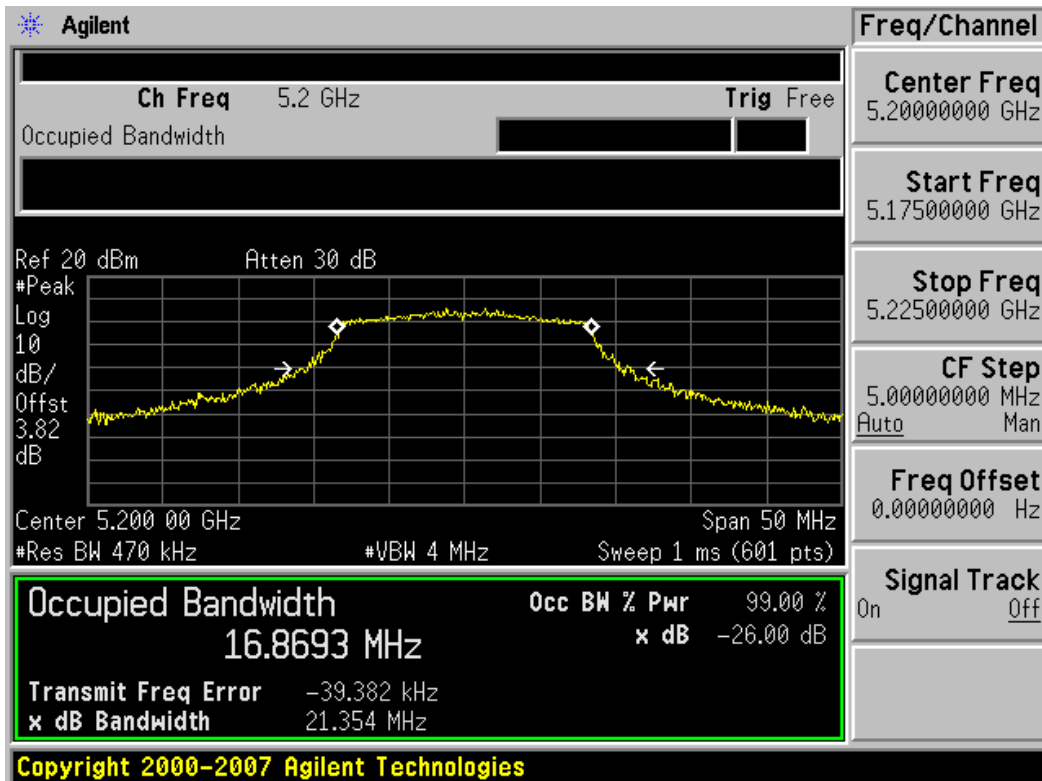 Agilent
Freq/Channel
Ch Freq 5.2 GHz Trig Free
Occupied Bandwidth
Center Freq
5.20000000 GHz
Start Freq
5.17500000 GHz
Stop Freq
5.22500000 GHz
CF Step
5.00000000 MHz
Auto Man
Freq Offset
0.00000000 Hz
Signal Track
On Off
Ref 20 dBm Atten 30 dB
#Peak
Log
10
dB/
Offst
3.82
dB
Center 5.200 00 GHz Span 50 MHz
#Res BW 470 kHz #VBW 4 MHz Sweep 1 ms (601 pts)
Occupied Bandwidth Occ BW % Pwr 99.00 %
16.8693 MHz x dB -26.00 dB
Transmit Freq Error -39.382 kHz
x dB Bandwidth 21.354 MHz
Copyright 2000-2007 Agilent Technologies